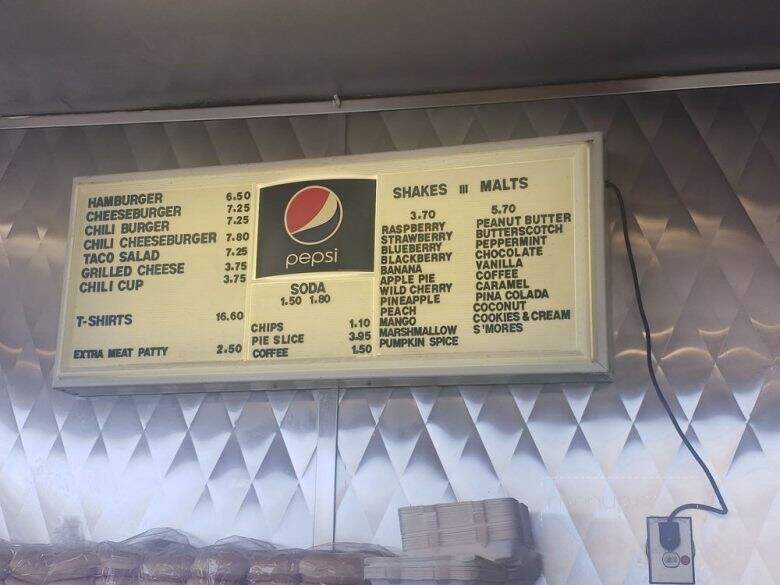 HAMBURGER 6.50
CHEESEBURGER 7.25
CHILI BURGER 7.25
CHILI CHEESEBURGER 7.80
TACO SALAD 7.25
GRILLED CHEESE 3.75
CHILI CUP 3.75
T-SHIRTS 16.60
EXTRA MEAT PATTY 2.50
pepsi
SODA
1.50 1.80
CHIPS 1.10
PIE SLICE 3.95
COFFEE 1.50
SHAKES III MALTS
3.70 5.70
RASPBERRY
STRAWBERRY
BLUEBERRY
BLACKBERRY
BANANA
APPLE PIE
WILD CHERRY
PINEAPPLE
PEACH
MANGO
MARSHMALLOW
PUMPKIN SPICE
PEANUT BUTTER
BUTTERSCOTCH
PEPPERMINT
CHOCOLATE
VANILLA
COFFEE
CARAMEL
PINA COLADA
COCONUT
COOKIES & CREAM
S'MORES